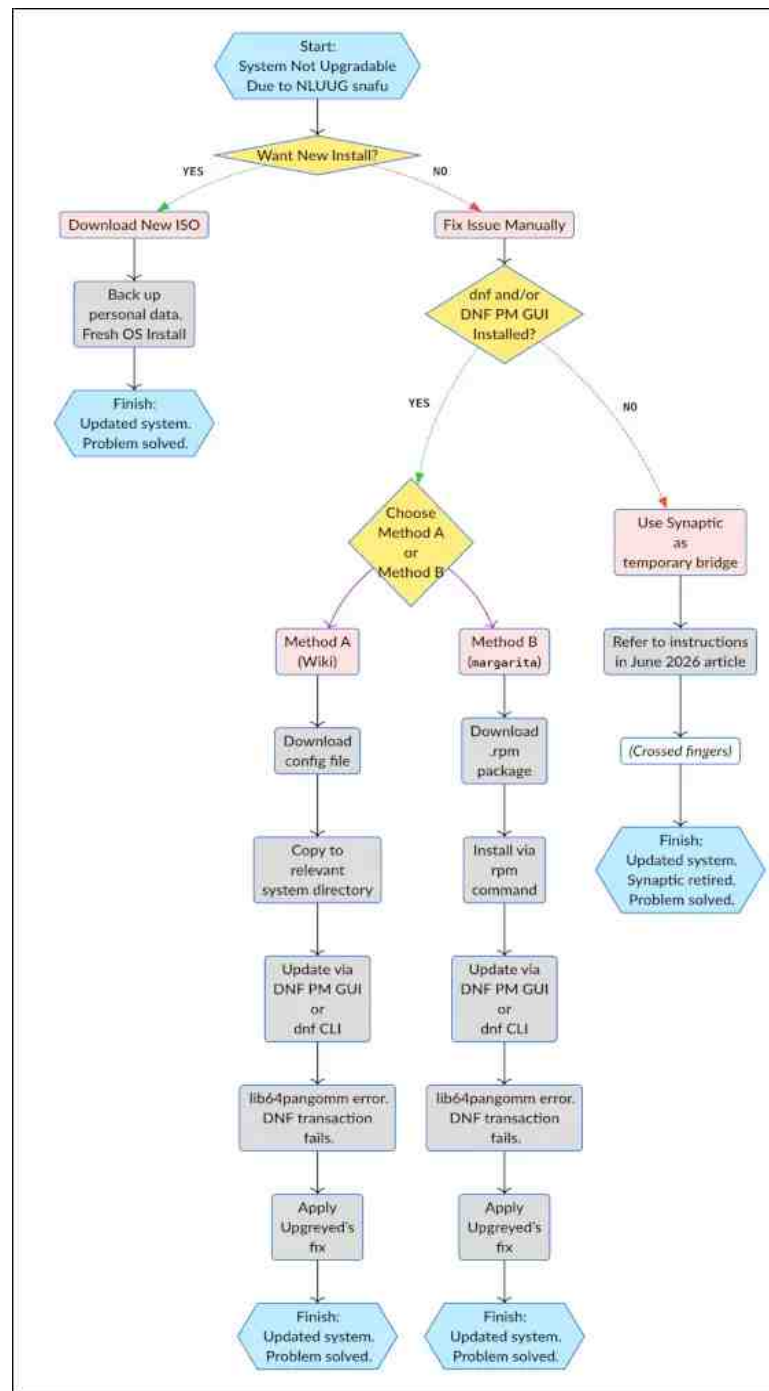 Start:
System Not Upgradable
Due to NLUUG snafu
Want New Install?
YES
NO
Download New ISO
Fix Issue Manually
Back up
personal data.
Fresh OS Install
dnf and/or
DNF PM GUI
Installed?
Finish:
Updated system.
Problem solved.
YES
NO
Choose
Method A
or
Method B
Use Synaptic
as
temporary bridge
Method A
(Wiki)
Method B
(margarita)
Refer to instructions
in June 2026 article
Download
config file
Download
.rpm
package
(Crossed fingers)
Copy to
relevant
system directory
Install via
rpm
command
Finish:
Updated system.
Synaptic retired.
Problem solved.
Update via
DNF PM GUI
or
dnf CLI
Update via
DNF PM GUI
or
dnf CLI
lib64pangomm error.
DNF transaction
fails.
lib64pangomm error.
DNF transaction
fails.
Apply
Upgreyed's
fix
Apply
Upgreyed's
fix
Finish:
Updated system.
Problem solved.
Finish:
Updated system.
Problem solved.